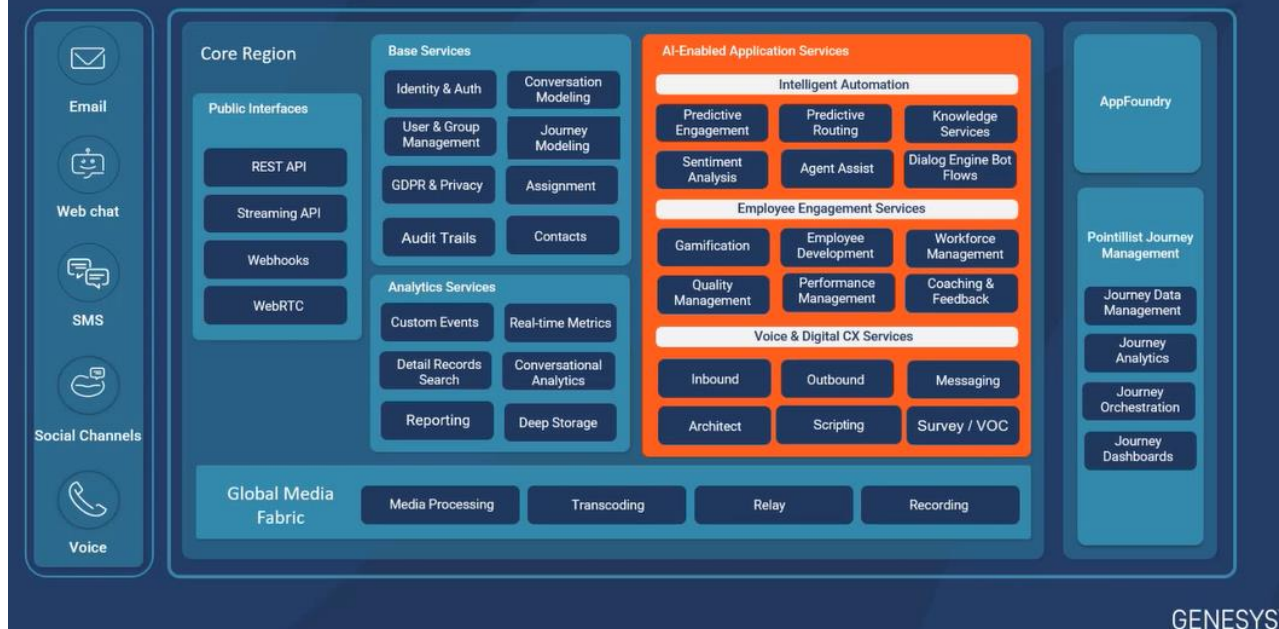 Email
Web chat
SMS
Social Channels
Voice
Core Region
Public Interfaces
REST API
Streaming API
Webhooks
WebRTC
Base Services
Identity & Auth
Conversation
Modeling
User & Group
Management
Journey
Modeling
GDPR & Privacy
Assignment
Audit Trails
Contacts
Analytics Services
Custom Events
Real-time Metrics
Detail Records
Search
Conversational
Analytics
Reporting
Deep Storage
AI-Enabled Application Services
Intelligent Automation
Predictive
Engagement
Predictive
Routing
Knowledge
Services
Sentiment
Analysis
Agent Assist
Dialog Engine Bot
Flows
Employee Engagement Services
Gamification
Employee
Development
Workforce
Management
Quality
Management
Performance
Management
Coaching &
Feedback
Voice & Digital CX Services
Inbound
Outbound
Messaging
Architect
Scripting
Survey / VOC
Global Media
Fabric
Media Processing
Transcoding
Relay
Recording
AppFoundry
Pointillist Journey
Management
Journey Data
Management
Journey
Analytics
Journey
Orchestration
Journey
Dashboards
GENESYS